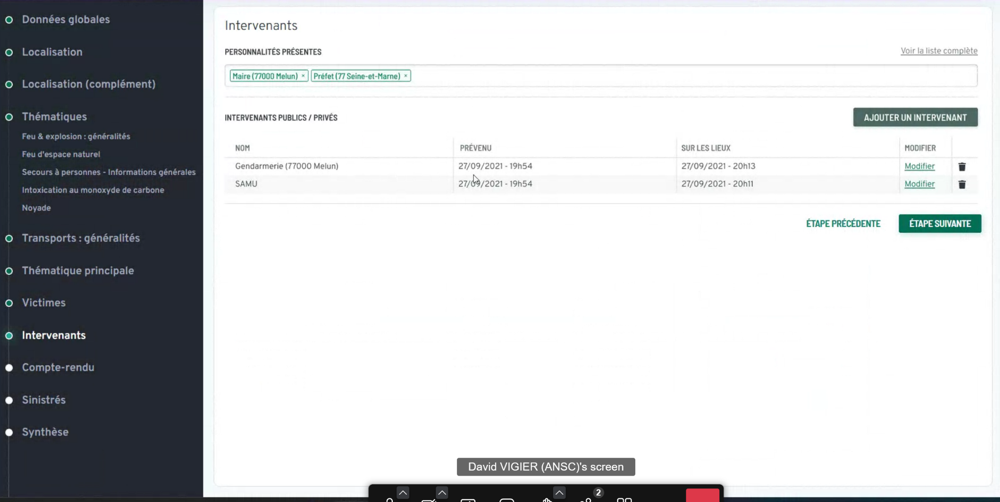 Données globales
Localisation
Localisation (complément)
Thématiques
Feu & explosion : généralités
Feu d'espace naturel
Secours à personnes - Informations générales
Intoxication au monoxyde de carbone
Noyade
Transports : généralités
Thématique principale
Victimes
Intervenants
Compte-rendu
Sinistrés
Synthèse
Intervenants
PERSONNALITÉS PRÉSENTES
Voir la liste complète
Maire (77000 Melun) × Préfet (77 Seine-et-Marne) ×
INTERVENANTS PUBLICS / PRIVÉS
AJOUTER UN INTERVENANT
NOM PRÉVENU SUR LES LIEUX MODIFIER
Gendarmerie (77000 Melun) 27/09/2021 - 19h54 27/09/2021 - 20h13 Modifier
SAMU 27/09/2021 - 19h54 27/09/2021 - 20h11 Modifier
ÉTAPE PRÉCÉDENTE ÉTAPE SUIVANTE
David VIGIER (ANSC)'s screen
2